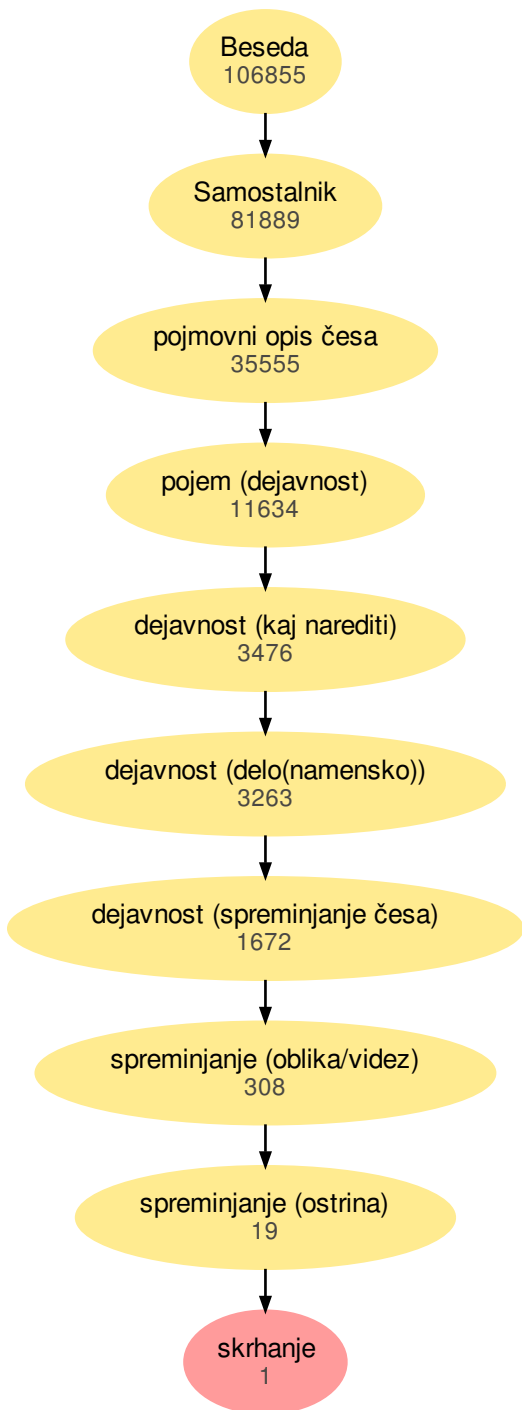 Beseda
106855
Samostalnik
81889
pojmovni opis česa
35555
pojem (dejavnost)
11634
dejavnost (kaj narediti)
3476
dejavnost (delo(namensko))
3263
dejavnost (spreminjanje česa)
1672
spreminjanje (oblika/videz)
308
spreminjanje (ostrina)
19
skrhanje
1